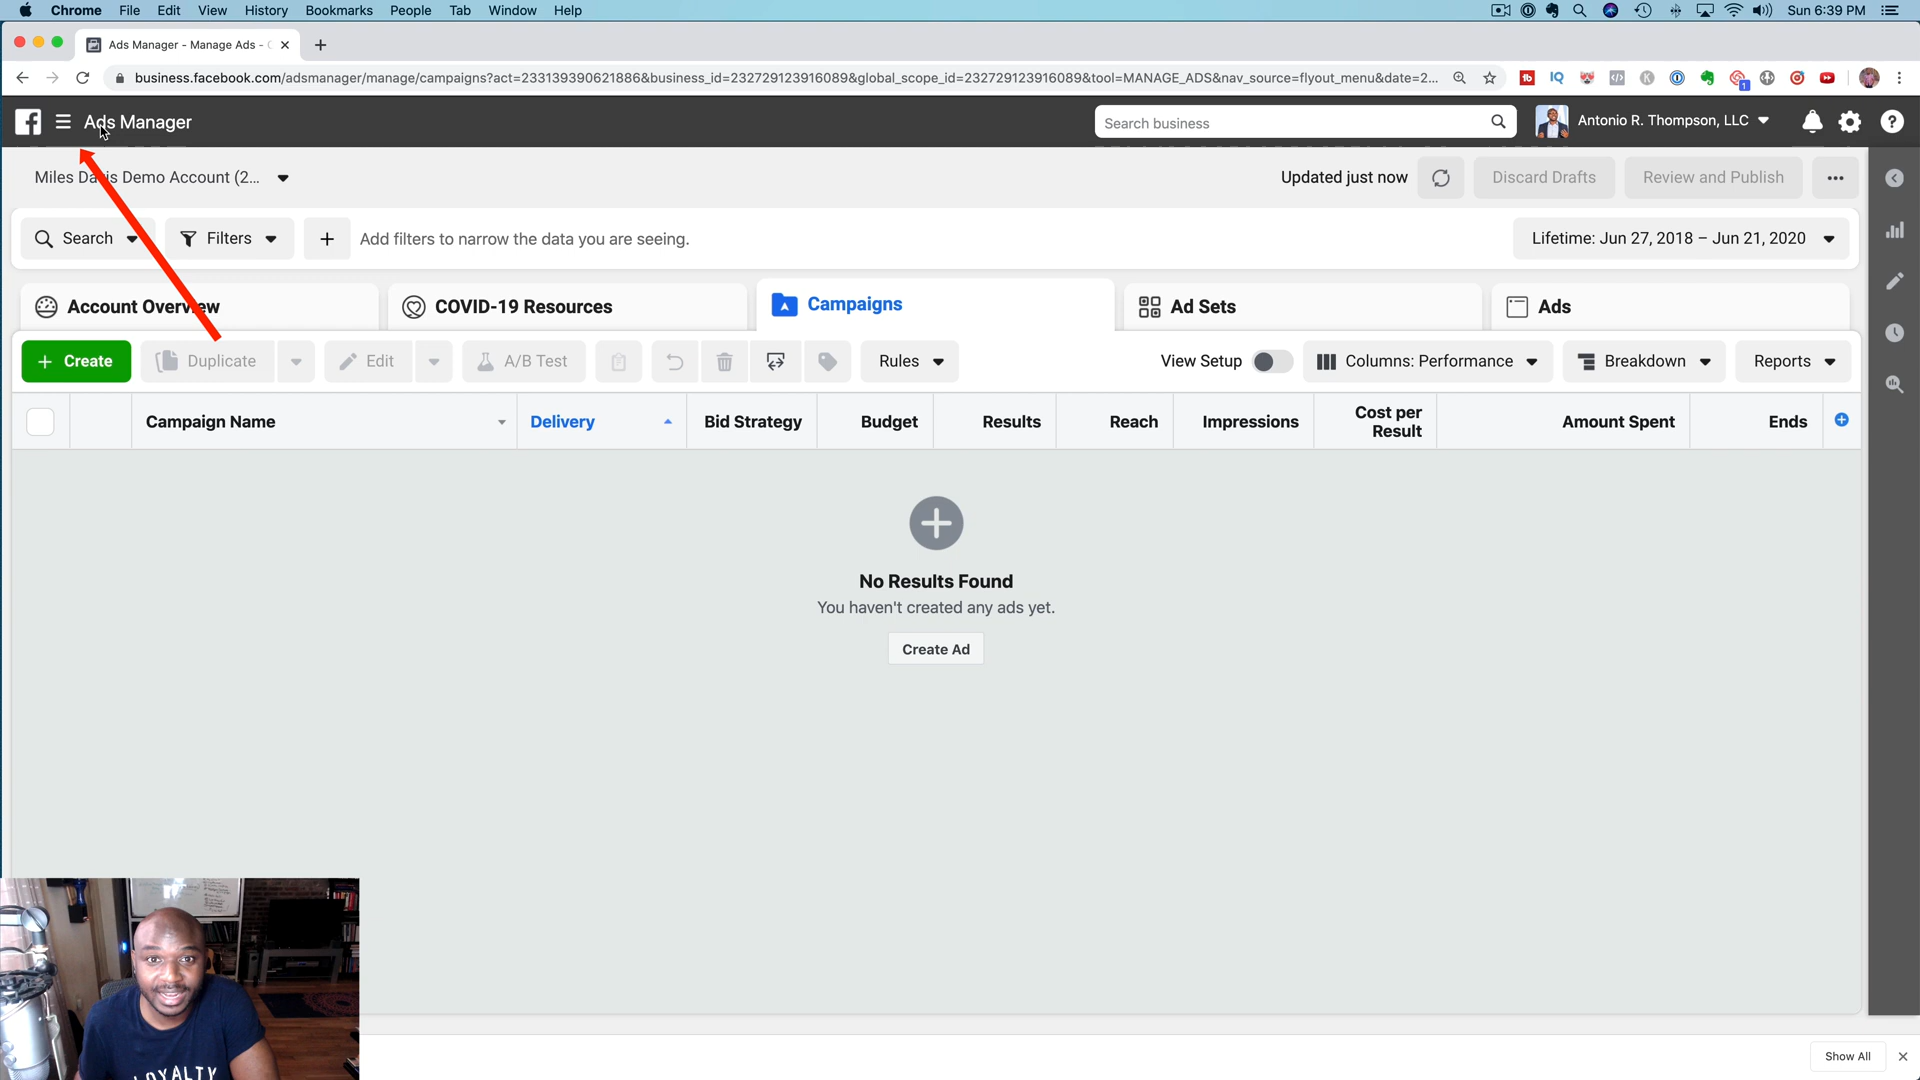 Chrome File Edit View History Bookmarks People Tab Window Help
Sun 6:39 PM
Ads Manager - Manage Ads -
business.facebook.com/adsmanager/manage/campaigns?act=233139390621886&business_id=232729123916089&global_scope_id=232729123916089&tool=MANAGE_ADS&nav_source=flyout_menu&date=2...
Ads Manager
Search business
Antonio R. Thompson, LLC
Miles Davis Demo Account (2...
Updated just now
Discard Drafts
Review and Publish
Search
Filters
Add filters to narrow the data you are seeing.
Lifetime: Jun 27, 2018 – Jun 21, 2020
Account Overview
COVID-19 Resources
Campaigns
Ad Sets
Ads
Create
Duplicate
Edit
A/B Test
Rules
View Setup
Columns: Performance
Breakdown
Reports
Campaign Name
Delivery
Bid Strategy
Budget
Results
Reach
Impressions
Cost per
Result
Amount Spent
Ends
No Results Found
You haven't created any ads yet.
Create Ad
LOYALTY
Show All